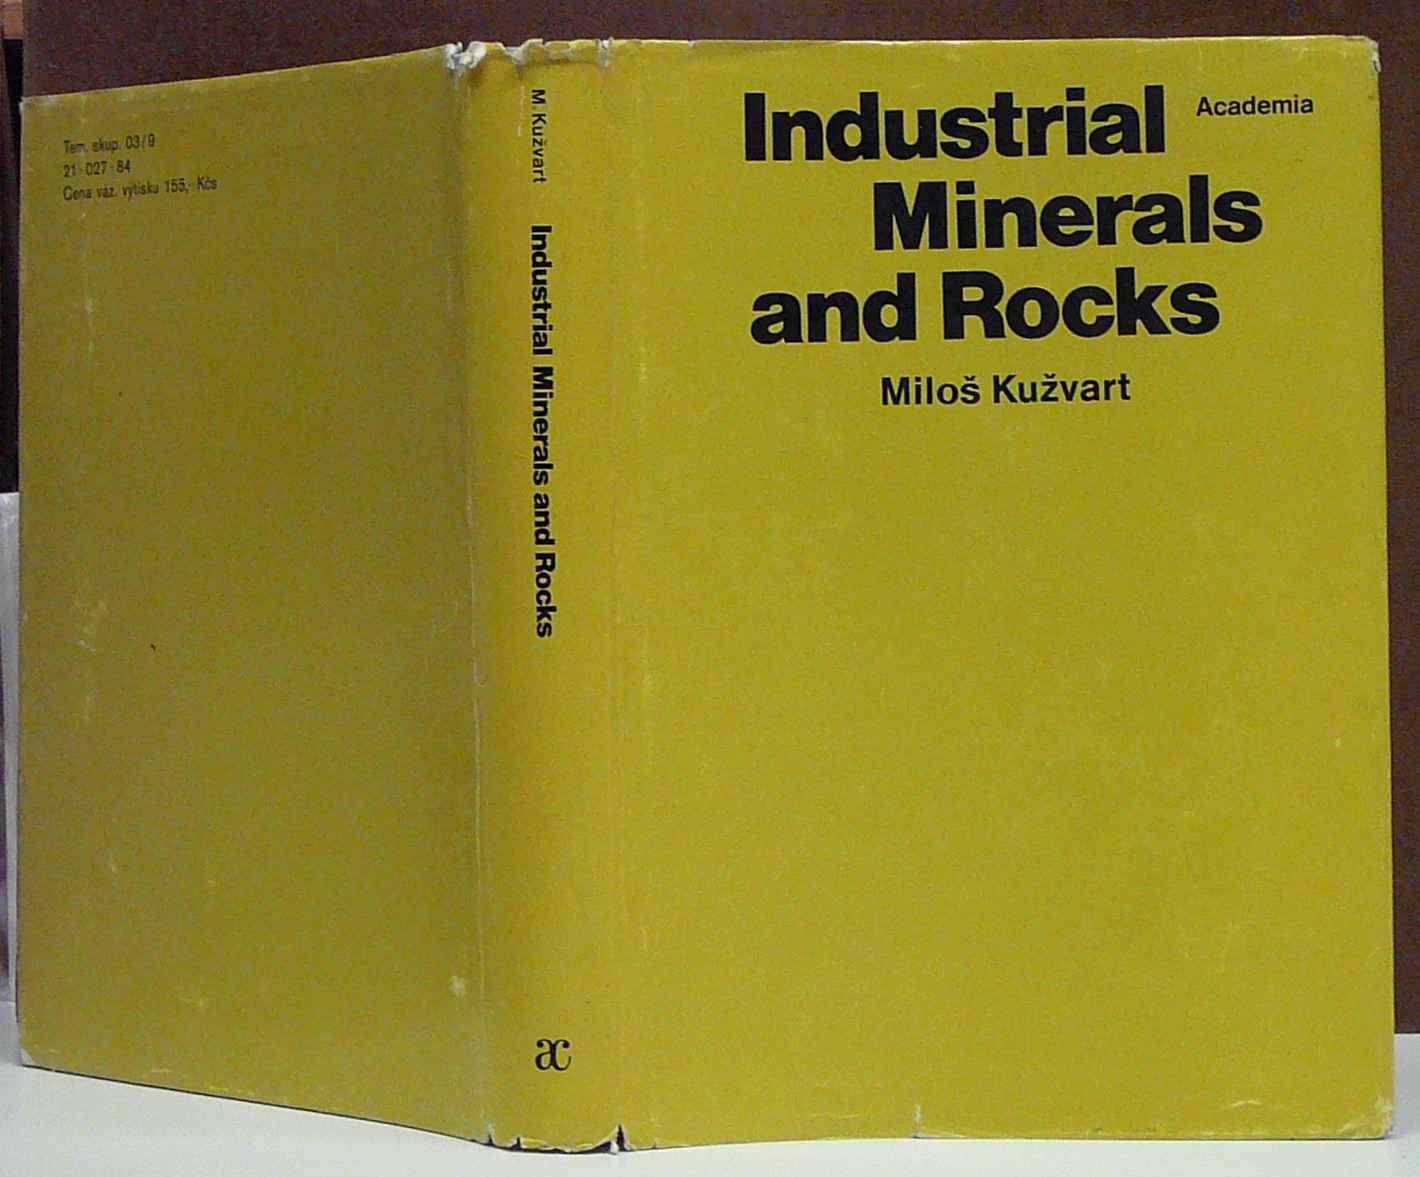 Tem. skup. 03/9
21-027-84
Cena váz. výtisku 155,- Kčs
M. Kužvart
Industrial Minerals and Rocks
ac
Industrial
Academia
Minerals
and Rocks
Miloš Kužvart